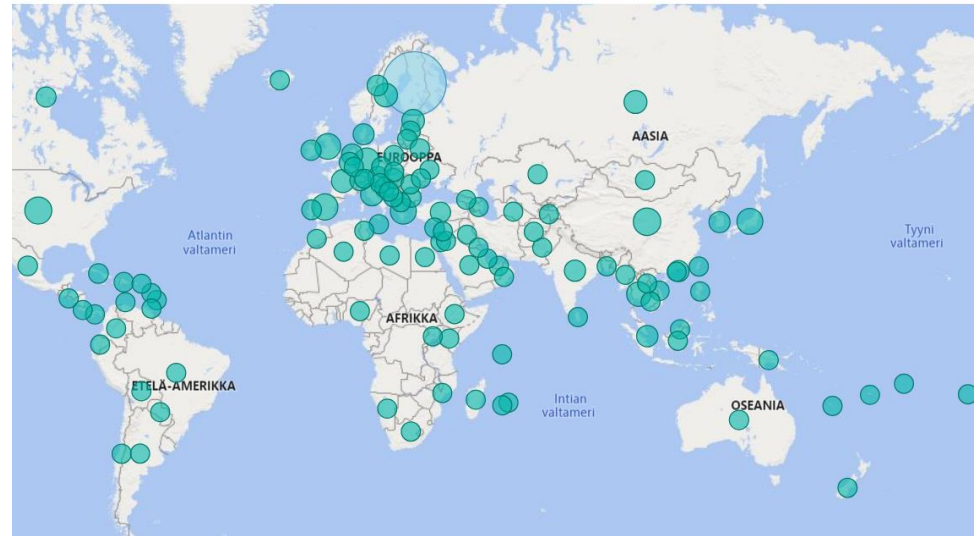 AASIA
EUROOPPA
Atlantin
valtameri
Tyyni
valtameri
AFRIKKA
ETELÄ-AMERIKKA
Intian
valtameri
OSEANIA